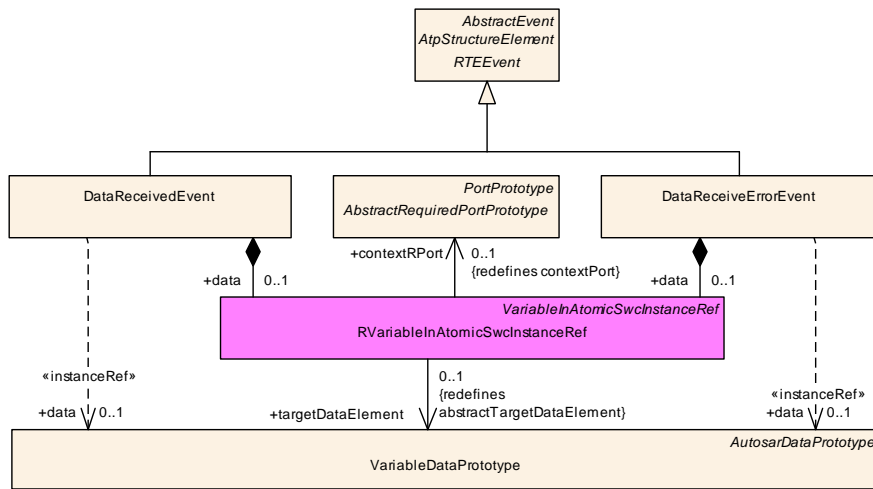 AbstractEvent
AtpStructureElement
RTEEvent
DataReceivedEvent
PortPrototype
AbstractRequiredPortPrototype
DataReceiveErrorEvent
+contextRPort
0..1
{redefines contextPort}
+data
0..1
+data
0..1
VariableInAtomicSwcInstanceRef
RVariableInAtomicSwcInstanceRef
«instanceRef»
+data
0..1
0..1
{redefines
abstractTargetDataElement}
+targetDataElement
«instanceRef»
+data
0..1
AutosarDataPrototype
VariableDataPrototype